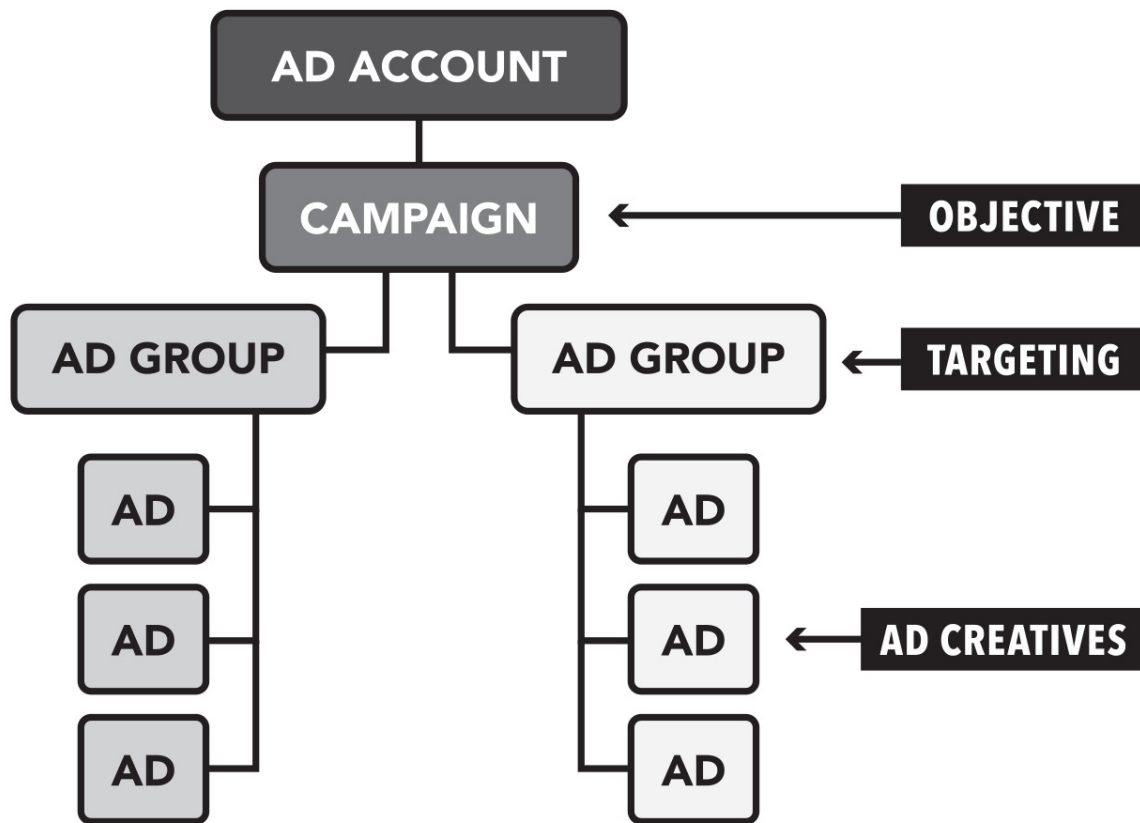 AD ACCOUNT
CAMPAIGN
OBJECTIVE
AD GROUP
AD GROUP
TARGETING
AD
AD
AD
AD
AD CREATIVES
AD
AD